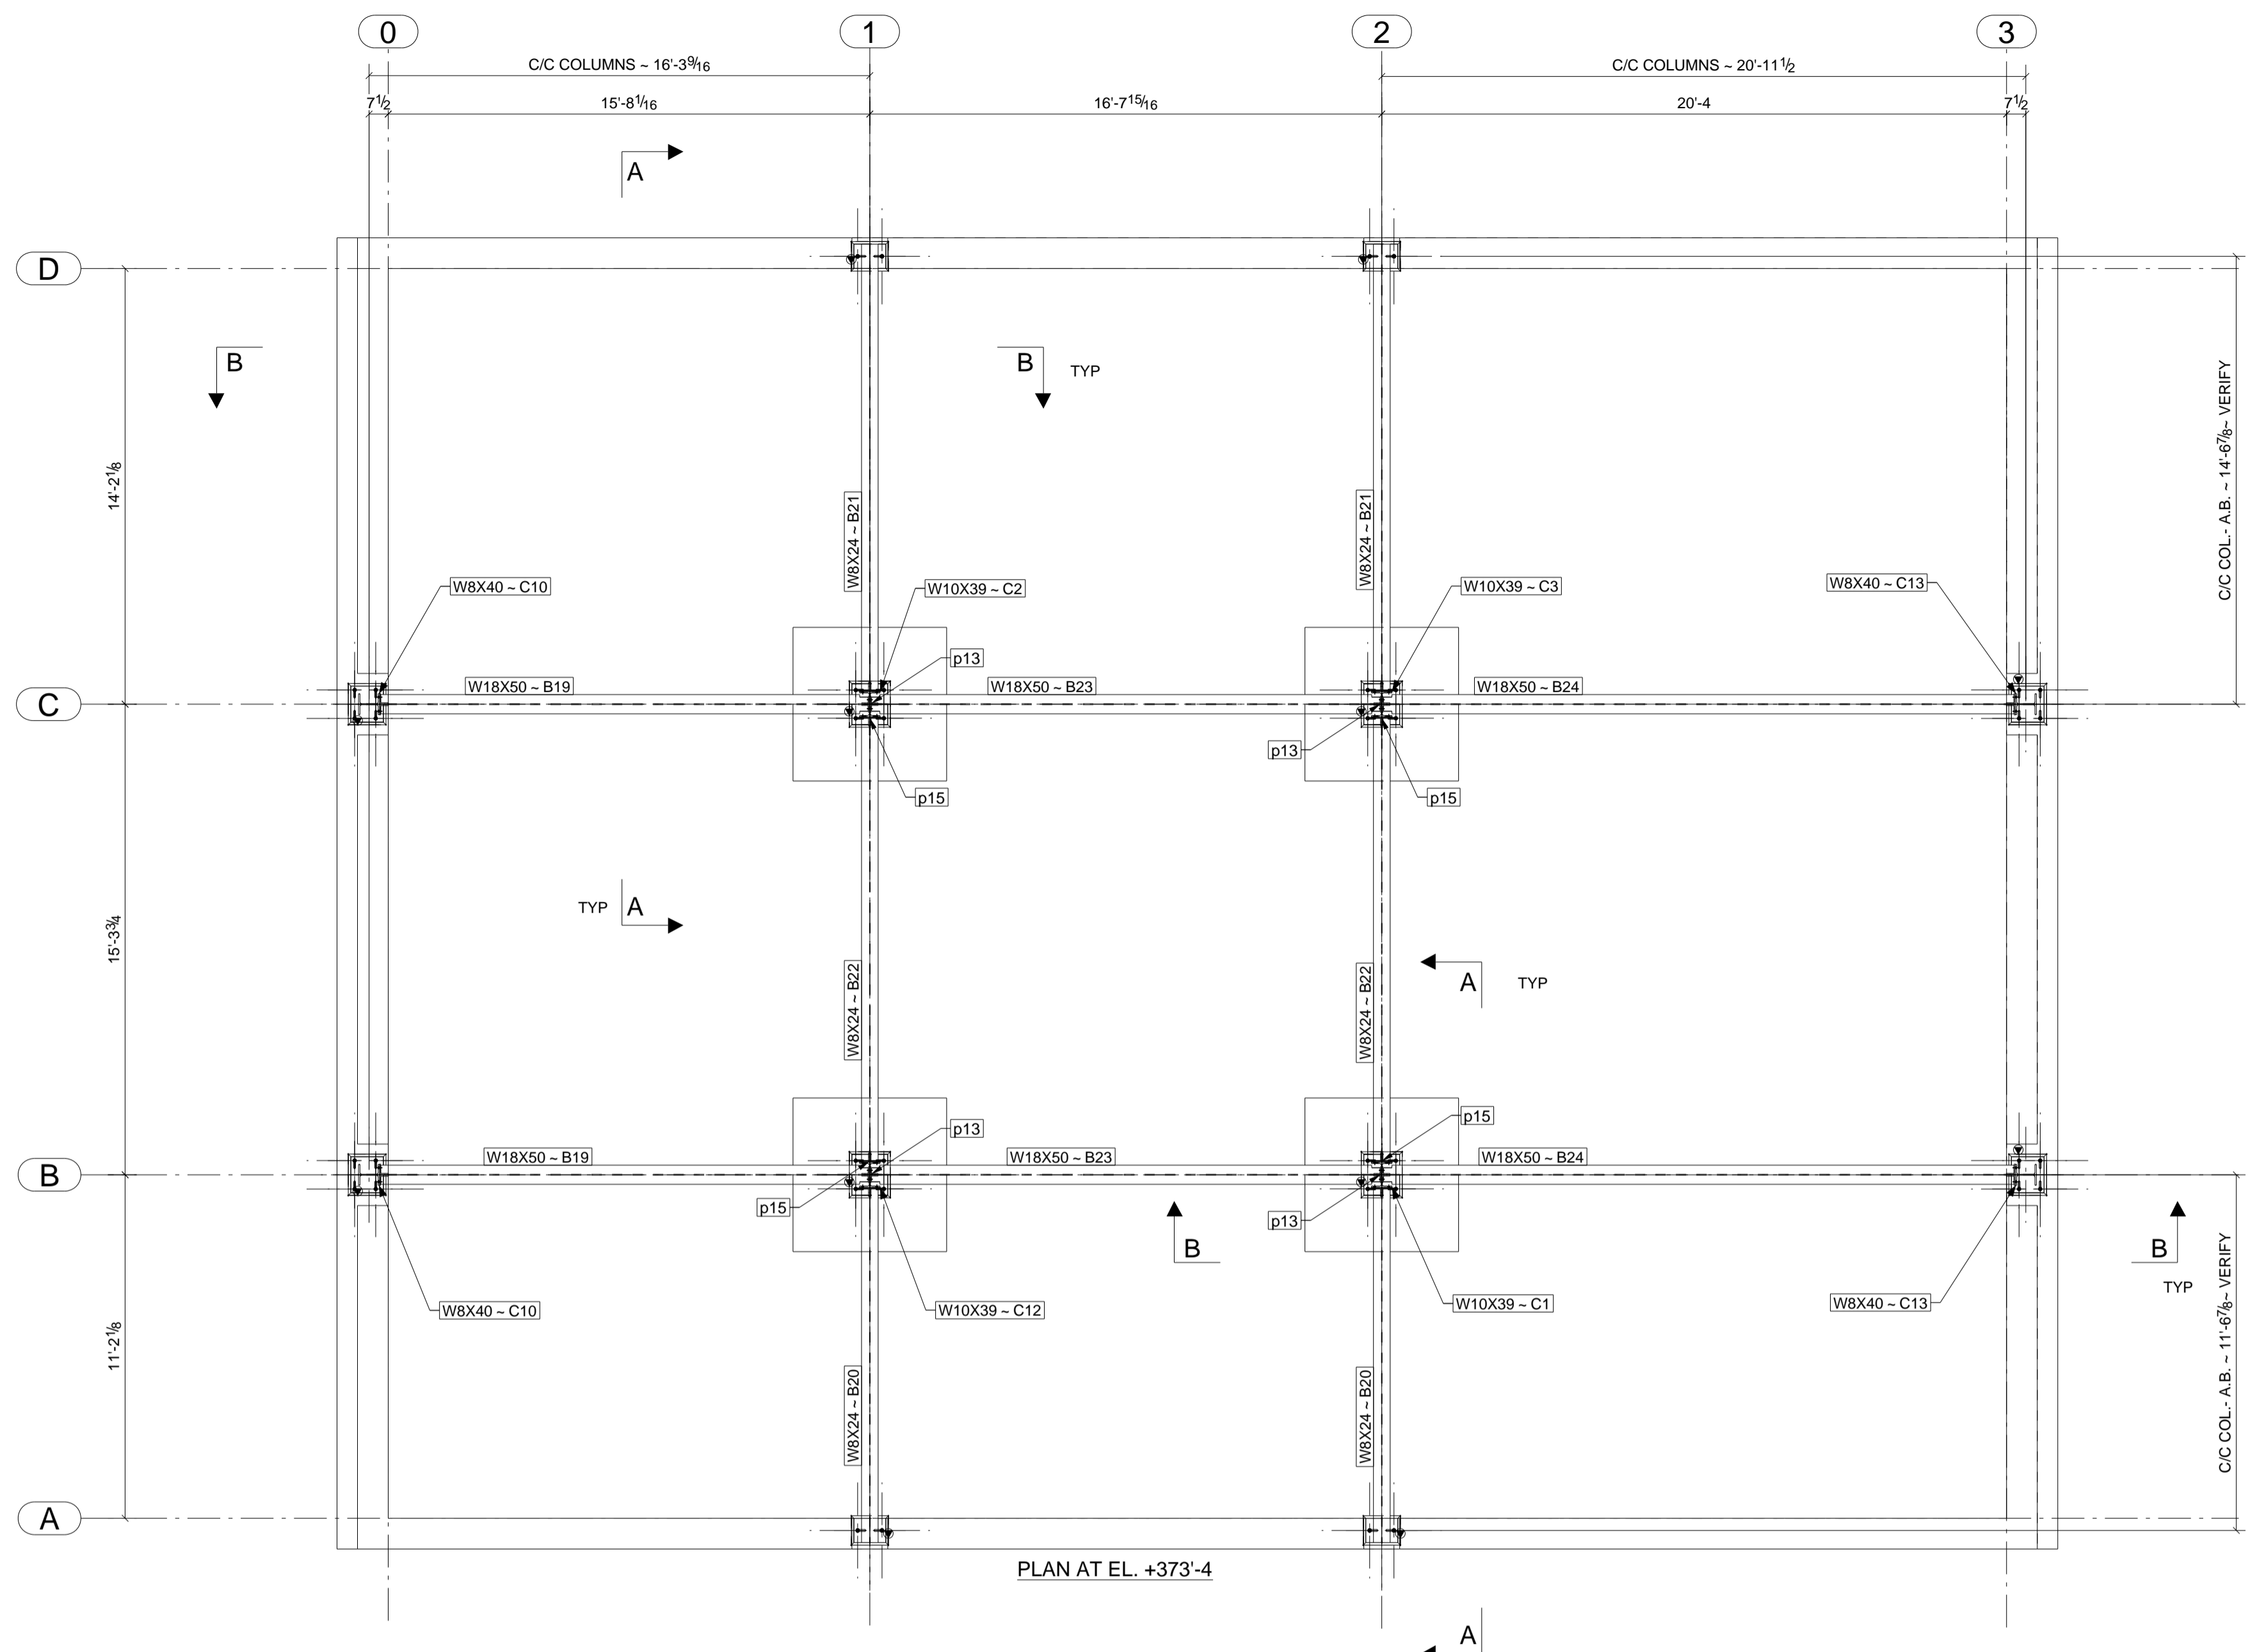 0 1 2 3
C/C COLUMNS ~ 16'-3 9/16
C/C COLUMNS ~ 20'-11 1/2
7 1/2 15'-8 1/16 16'-7 15/16 20'-4 7 1/2
A
D
B
B TYP
14'-2 1/8
C/C COL.- A.B. ~ 14'-6 7/8~ VERIFY
W8X24 ~ B21
W8X24 ~ B21
W8X40 ~ C10
W10X39 ~ C2
W10X39 ~ C3
W8X40 ~ C13
p13
C
W18X50 ~ B19
W18X50 ~ B23
W18X50 ~ B24
p13
p15
p15
TYP A
15'-3 3/4
A TYP
W8X24 ~ B22
W8X24 ~ B22
p13
p15
B
W18X50 ~ B19
W18X50 ~ B23
W18X50 ~ B24
p15
p13
B
B
TYP
W8X40 ~ C10
W10X39 ~ C12
W10X39 ~ C1
W8X40 ~ C13
11'-2 1/8
C/C COL.- A.B. ~ 11'-6 7/8~ VERIFY
W8X24 ~ B20
W8X24 ~ B20
A
PLAN AT EL. +373'-4
A